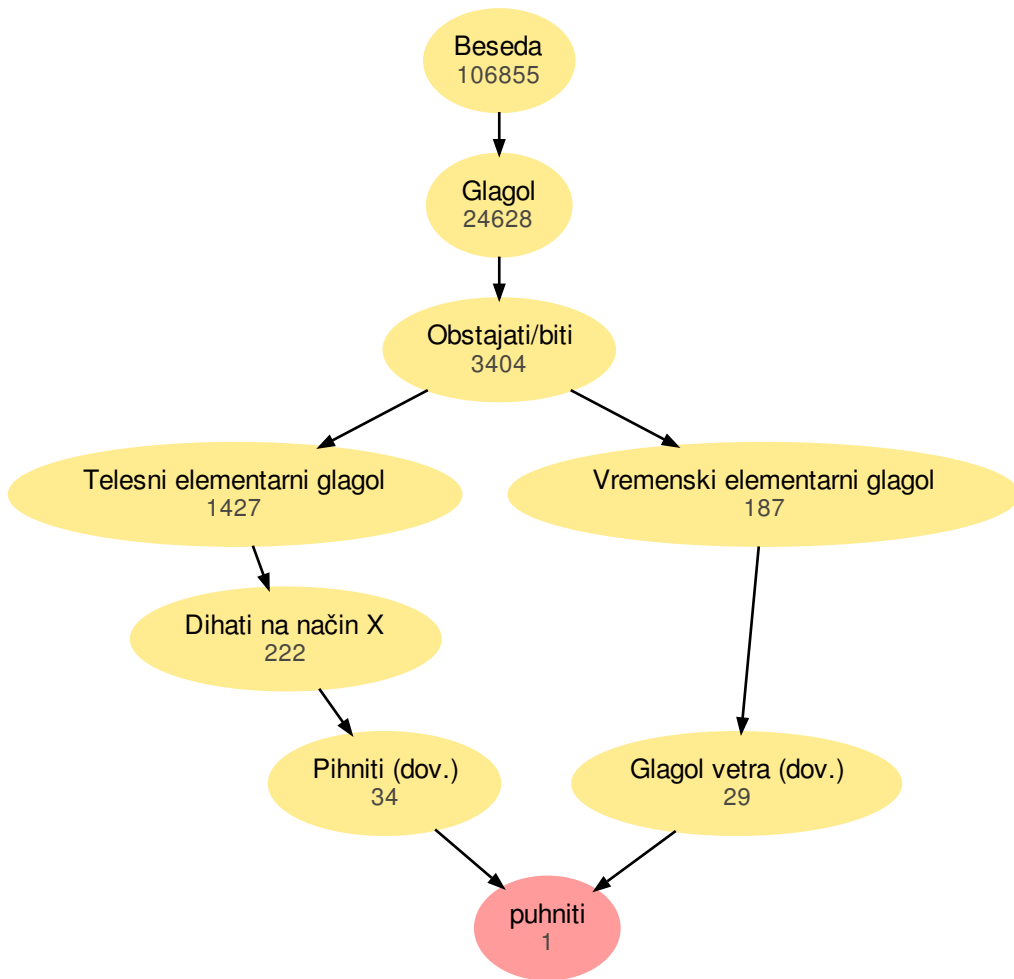 Beseda
106855
Glagol
24628
Obstajati/biti
3404
Telesni elementarni glagol
1427
Vremenski elementarni glagol
187
Dihati na način X
222
Pihniti (dov.)
34
Glagol vetra (dov.)
29
puhniti
1